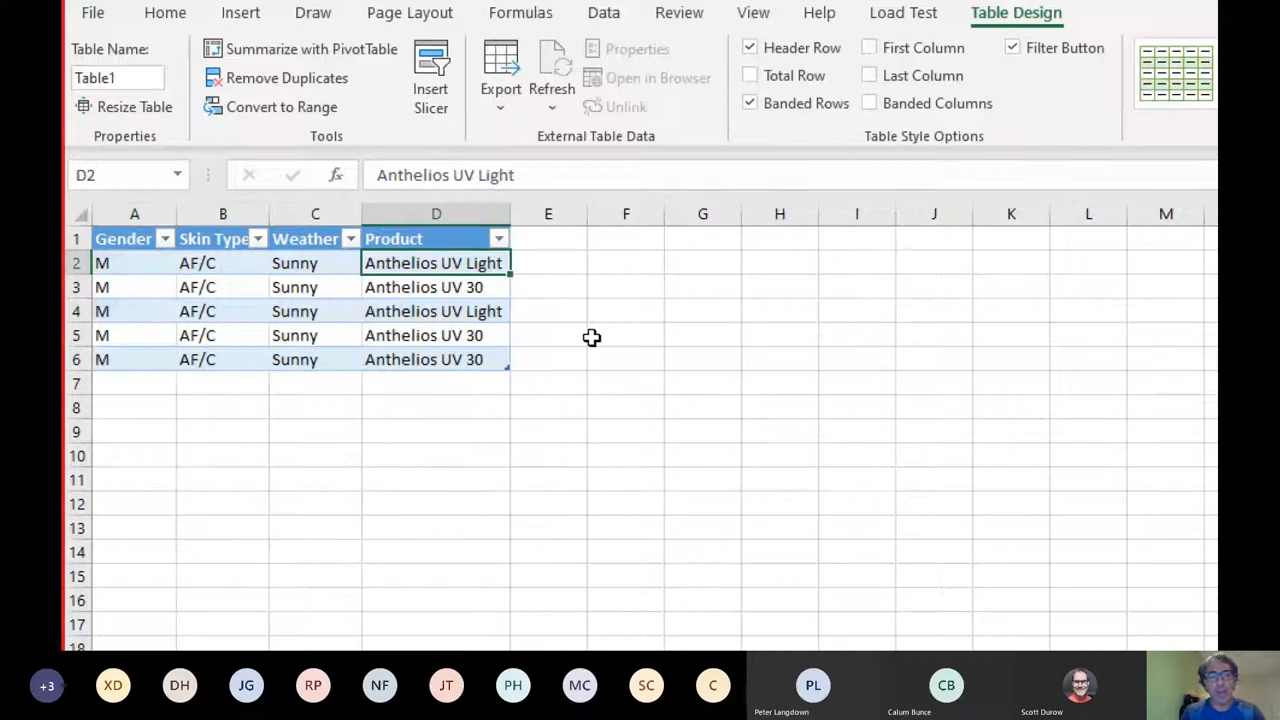 File Home Insert Draw Page Layout Formulas Data Review View Help Load Test Table Design
Table Name:
Table1
Resize Table
Properties
Summarize with PivotTable
Remove Duplicates
Convert to Range
Tools
Insert
Slicer
Export
Refresh
Properties
Open in Browser
Unlink
External Table Data
Header Row First Column Filter Button
Total Row Last Column
Banded Rows Banded Columns
Table Style Options
D2 fx Anthelios UV Light
A B C D E F G H I J K L M
1 Gender Skin Type Weather Product
2 M AF/C Sunny Anthelios UV Light
3 M AF/C Sunny Anthelios UV 30
4 M AF/C Sunny Anthelios UV Light
5 M AF/C Sunny Anthelios UV 30
6 M AF/C Sunny Anthelios UV 30
7
8
9
10
11
12
13
14
15
16
17
18
+3 XD DH JG RP NF JT PH MC SC C PL CB
Peter Langdown Calum Bunce Scott Durow